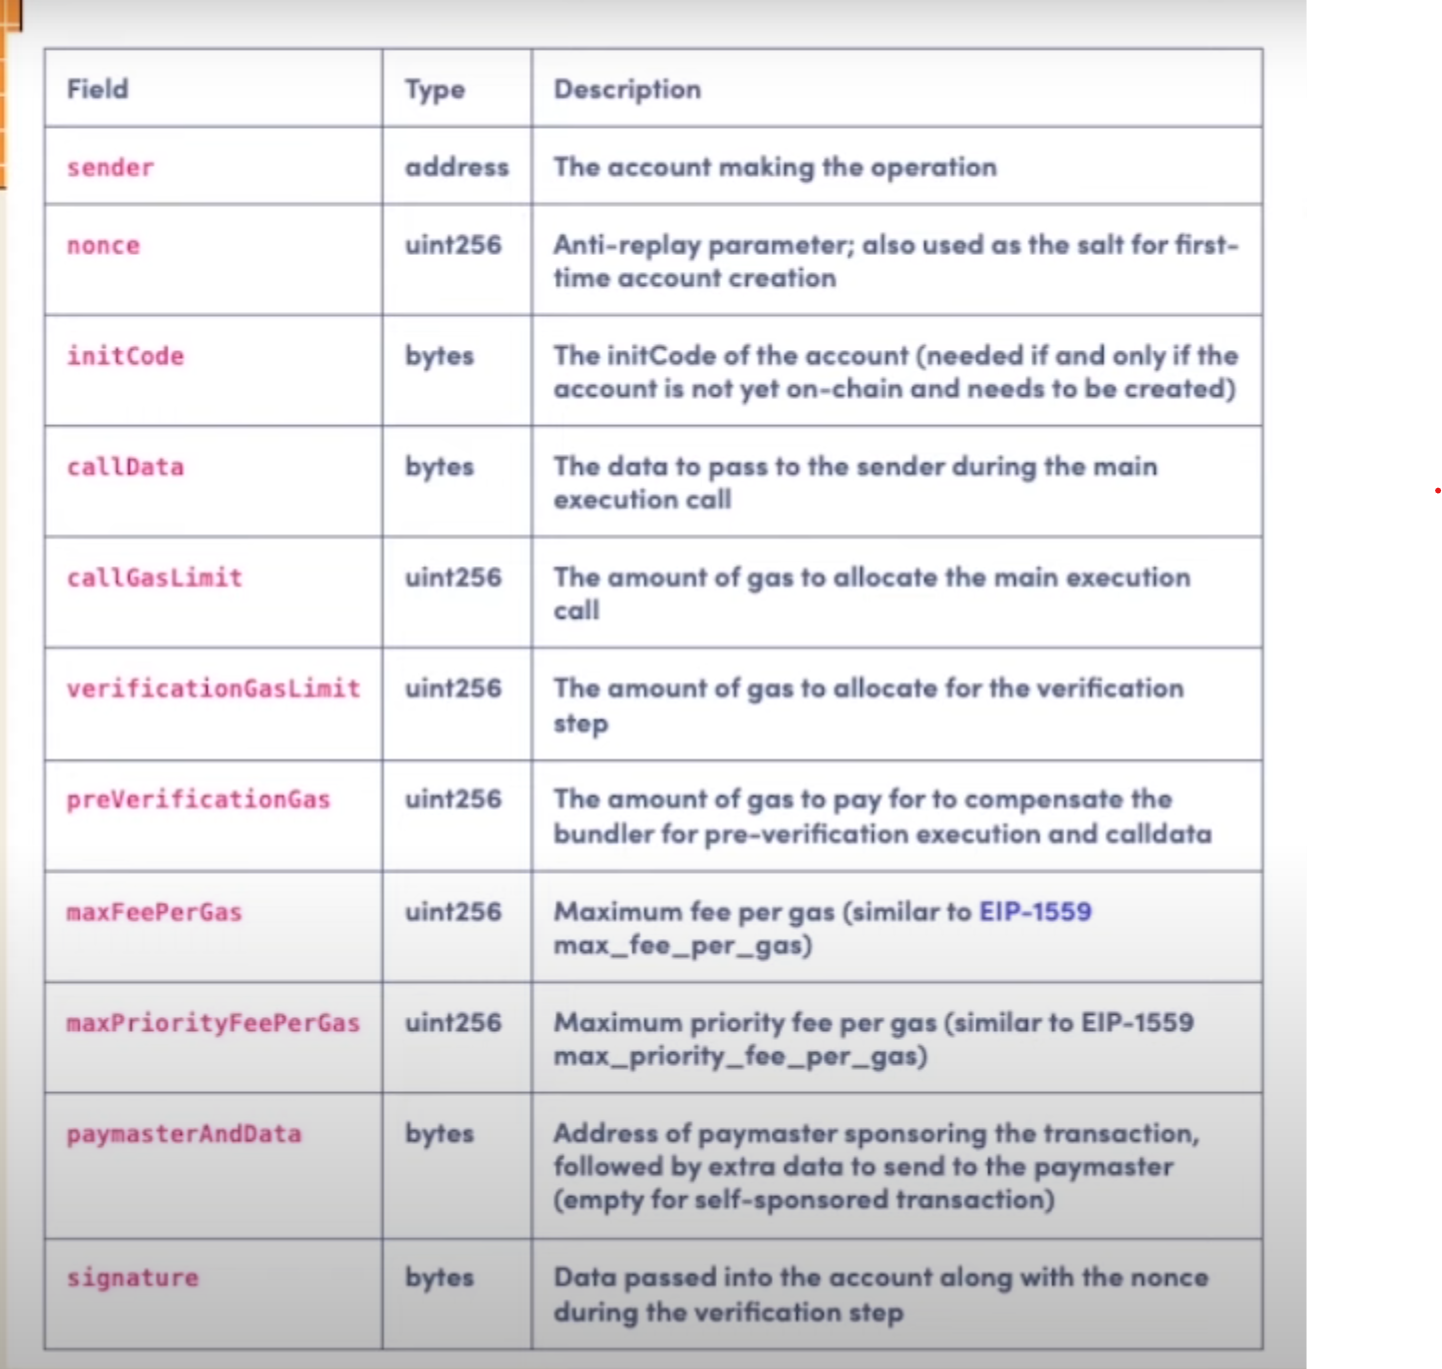 Field Type Description
sender address The account making the operation
nonce uint256 Anti-replay parameter; also used as the salt for first-
time account creation
initCode bytes The initCode of the account (needed if and only if the
account is not yet on-chain and needs to be created)
callData bytes The data to pass to the sender during the main
execution call
callGasLimit uint256 The amount of gas to allocate the main execution
call
verificationGasLimit uint256 The amount of gas to allocate for the verification
step
preVerificationGas uint256 The amount of gas to pay for to compensate the
bundler for pre-verification execution and calldata
maxFeePerGas uint256 Maximum fee per gas (similar to EIP-1559
max_fee_per_gas)
maxPriorityFeePerGas uint256 Maximum priority fee per gas (similar to EIP-1559
max_priority_fee_per_gas)
paymasterAndData bytes Address of paymaster sponsoring the transaction,
followed by extra data to send to the paymaster
(empty for self-sponsored transaction)
signature bytes Data passed into the account along with the nonce
during the verification step